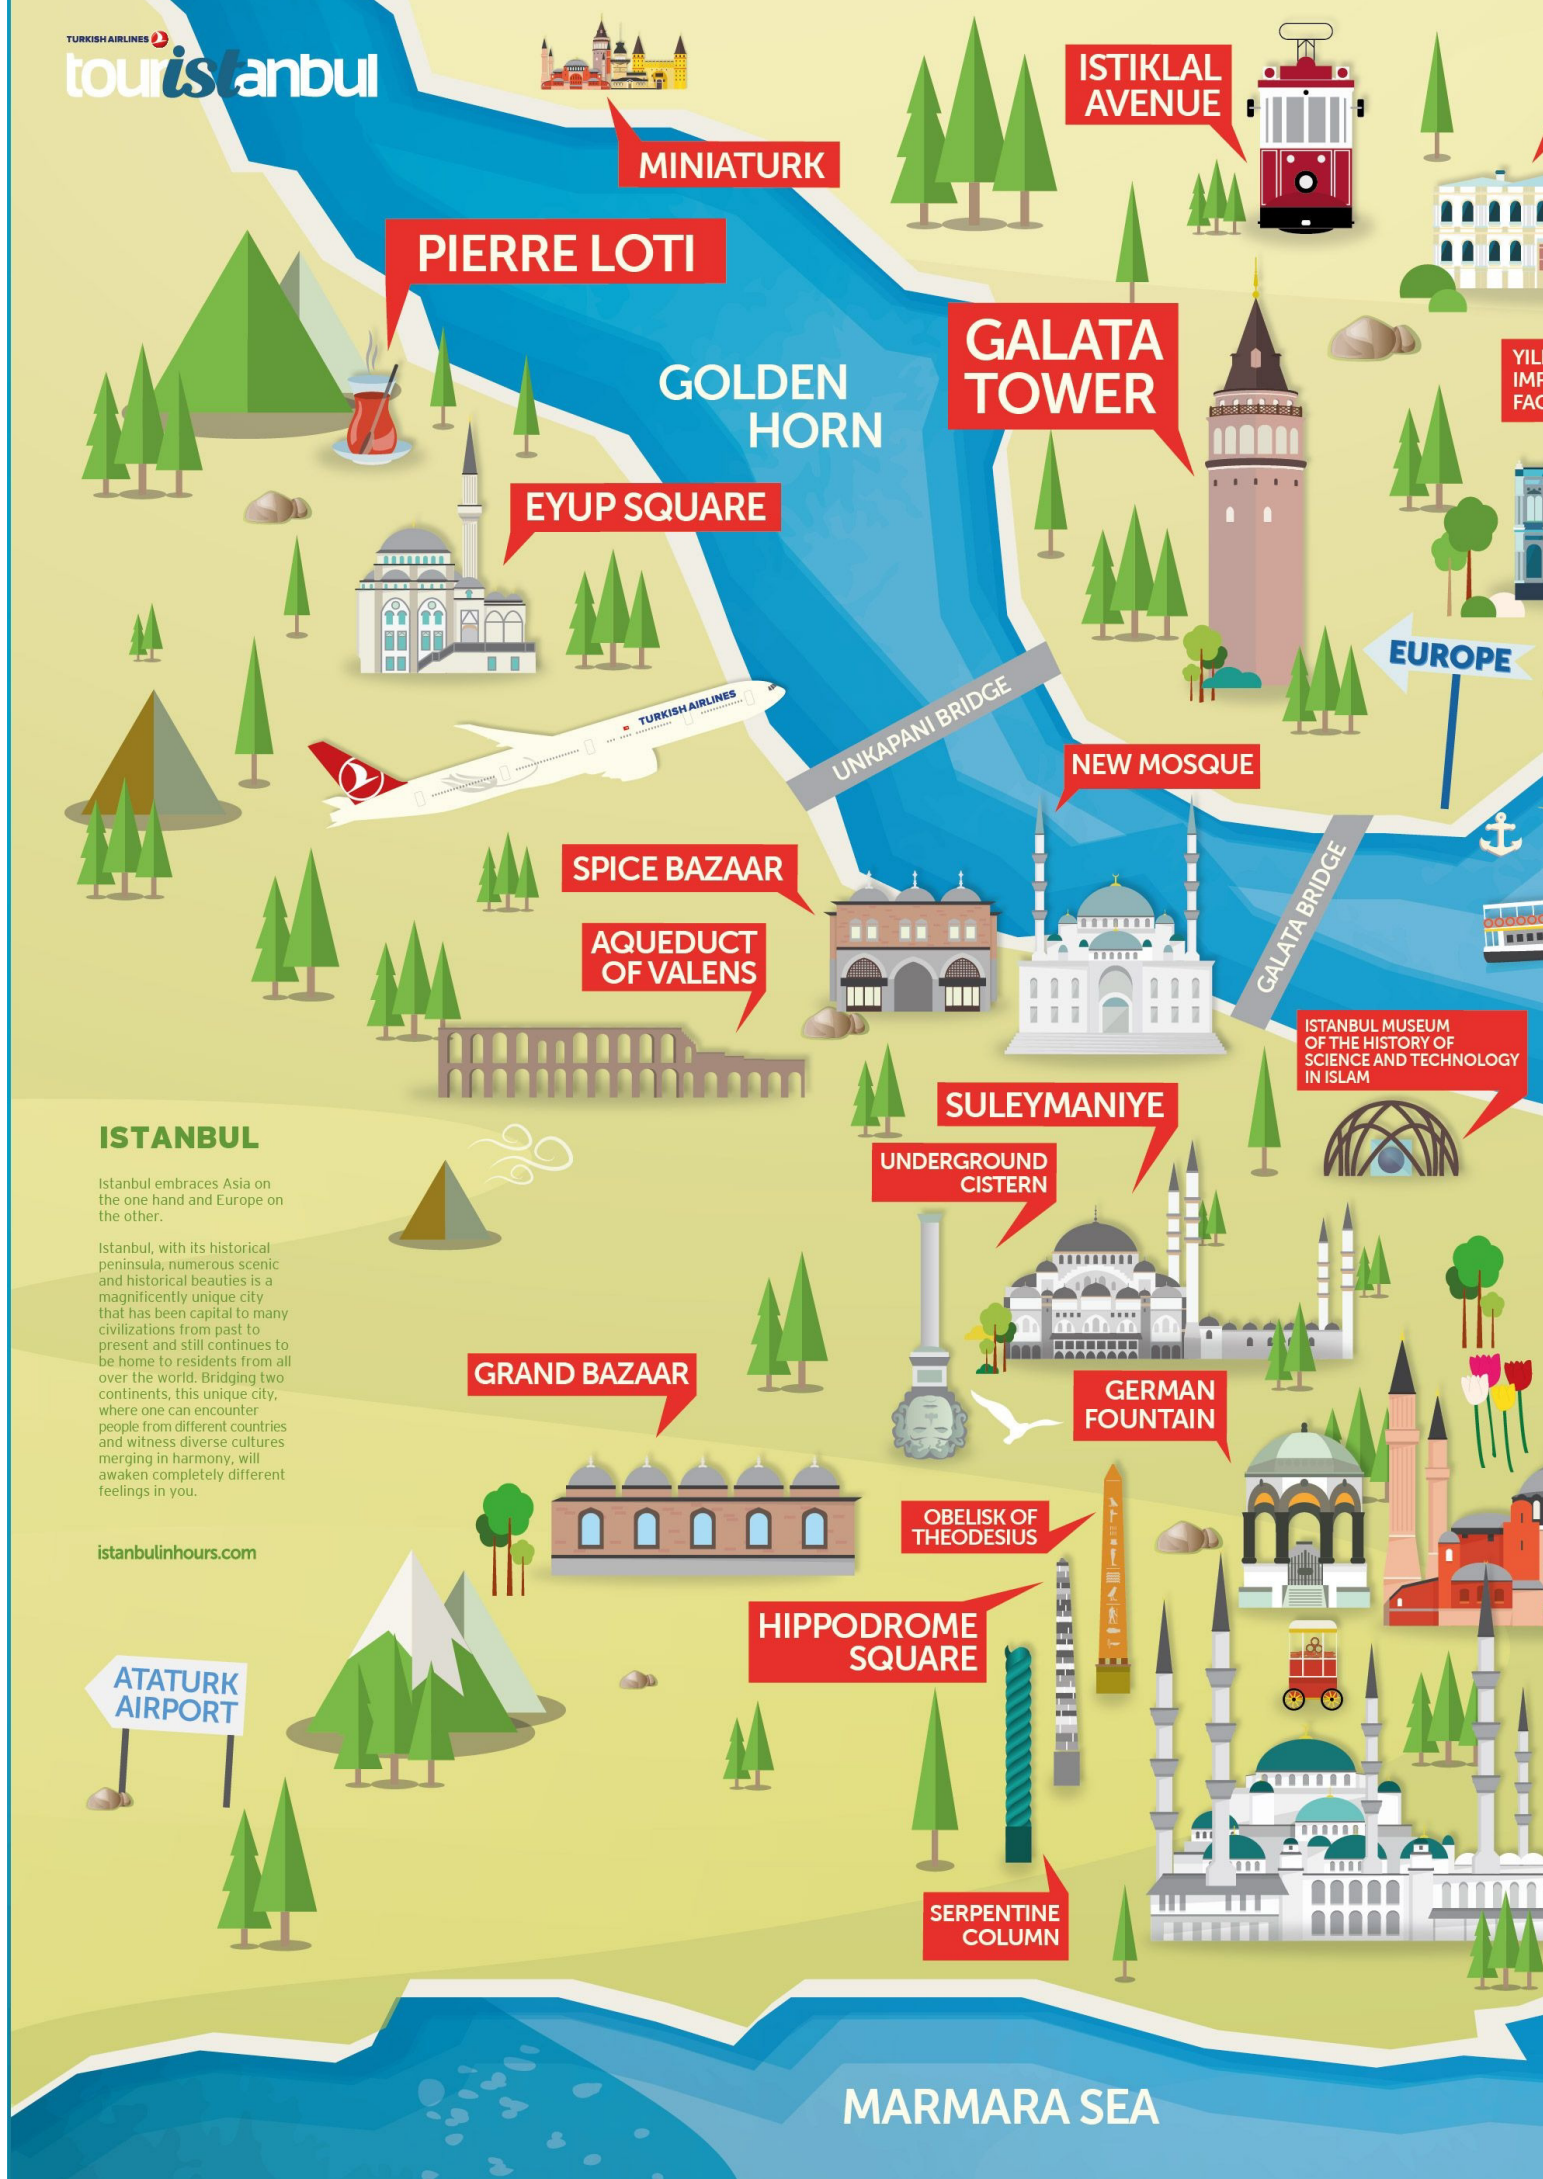 TURKISH AIRLINES
touristanbul
MINIATURK
ISTIKLAL
AVENUE
PIERRE LOTI
GOLDEN
HORN
GALATA
TOWER
EYUP SQUARE
EUROPE
TURKISH AIRLINES
UNKAPANI BRIDGE
NEW MOSQUE
GALATA BRIDGE
SPICE BAZAAR
AQUEDUCT
OF VALENS
ISTANBUL MUSEUM
OF THE HISTORY OF
SCIENCE AND TECHNOLOGY
IN ISLAM
SULEYMANIYE
UNDERGROUND
CISTERN
ISTANBUL
Istanbul embraces Asia on
the one hand and Europe on
the other.
Istanbul, with its historical
peninsula, numerous scenic
and historical beauties is a
magnificently unique city
that has been capital to many
civilizations from past to
present and still continues to
be home to residents from all
over the world. Bridging two
continents, this unique city,
where one can encounter
people from different countries
and witness diverse cultures
merging in harmony, will
awaken completely different
feelings in you.
istanbulinhours.com
GRAND BAZAAR
GERMAN
FOUNTAIN
OBELISK OF
THEODESIUS
HIPPODROME
SQUARE
ATATURK
AIRPORT
SERPENTINE
COLUMN
MARMARA SEA